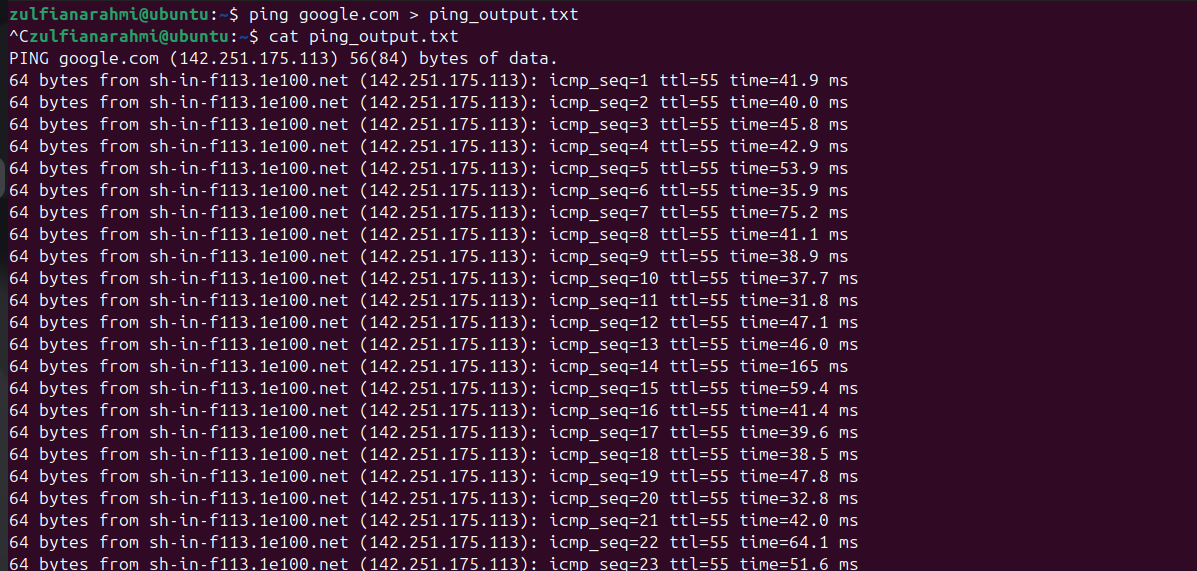 zulfianarahmi@ubuntu:~$ ping google.com > ping_output.txt
^Czulfianarahmi@ubuntu:~$ cat ping_output.txt
PING google.com (142.251.175.113) 56(84) bytes of data.
64 bytes from sh-in-f113.1e100.net (142.251.175.113): icmp_seq=1 ttl=55 time=41.9 ms
64 bytes from sh-in-f113.1e100.net (142.251.175.113): icmp_seq=2 ttl=55 time=40.0 ms
64 bytes from sh-in-f113.1e100.net (142.251.175.113): icmp_seq=3 ttl=55 time=45.8 ms
64 bytes from sh-in-f113.1e100.net (142.251.175.113): icmp_seq=4 ttl=55 time=42.9 ms
64 bytes from sh-in-f113.1e100.net (142.251.175.113): icmp_seq=5 ttl=55 time=53.9 ms
64 bytes from sh-in-f113.1e100.net (142.251.175.113): icmp_seq=6 ttl=55 time=35.9 ms
64 bytes from sh-in-f113.1e100.net (142.251.175.113): icmp_seq=7 ttl=55 time=75.2 ms
64 bytes from sh-in-f113.1e100.net (142.251.175.113): icmp_seq=8 ttl=55 time=41.1 ms
64 bytes from sh-in-f113.1e100.net (142.251.175.113): icmp_seq=9 ttl=55 time=38.9 ms
64 bytes from sh-in-f113.1e100.net (142.251.175.113): icmp_seq=10 ttl=55 time=37.7 ms
64 bytes from sh-in-f113.1e100.net (142.251.175.113): icmp_seq=11 ttl=55 time=31.8 ms
64 bytes from sh-in-f113.1e100.net (142.251.175.113): icmp_seq=12 ttl=55 time=47.1 ms
64 bytes from sh-in-f113.1e100.net (142.251.175.113): icmp_seq=13 ttl=55 time=46.0 ms
64 bytes from sh-in-f113.1e100.net (142.251.175.113): icmp_seq=14 ttl=55 time=165 ms
64 bytes from sh-in-f113.1e100.net (142.251.175.113): icmp_seq=15 ttl=55 time=59.4 ms
64 bytes from sh-in-f113.1e100.net (142.251.175.113): icmp_seq=16 ttl=55 time=41.4 ms
64 bytes from sh-in-f113.1e100.net (142.251.175.113): icmp_seq=17 ttl=55 time=39.6 ms
64 bytes from sh-in-f113.1e100.net (142.251.175.113): icmp_seq=18 ttl=55 time=38.5 ms
64 bytes from sh-in-f113.1e100.net (142.251.175.113): icmp_seq=19 ttl=55 time=47.8 ms
64 bytes from sh-in-f113.1e100.net (142.251.175.113): icmp_seq=20 ttl=55 time=32.8 ms
64 bytes from sh-in-f113.1e100.net (142.251.175.113): icmp_seq=21 ttl=55 time=42.0 ms
64 bytes from sh-in-f113.1e100.net (142.251.175.113): icmp_seq=22 ttl=55 time=64.1 ms
64 bytes from sh-in-f113.1e100.net (142.251.175.113): icmp_seq=23 ttl=55 time=51.6 ms